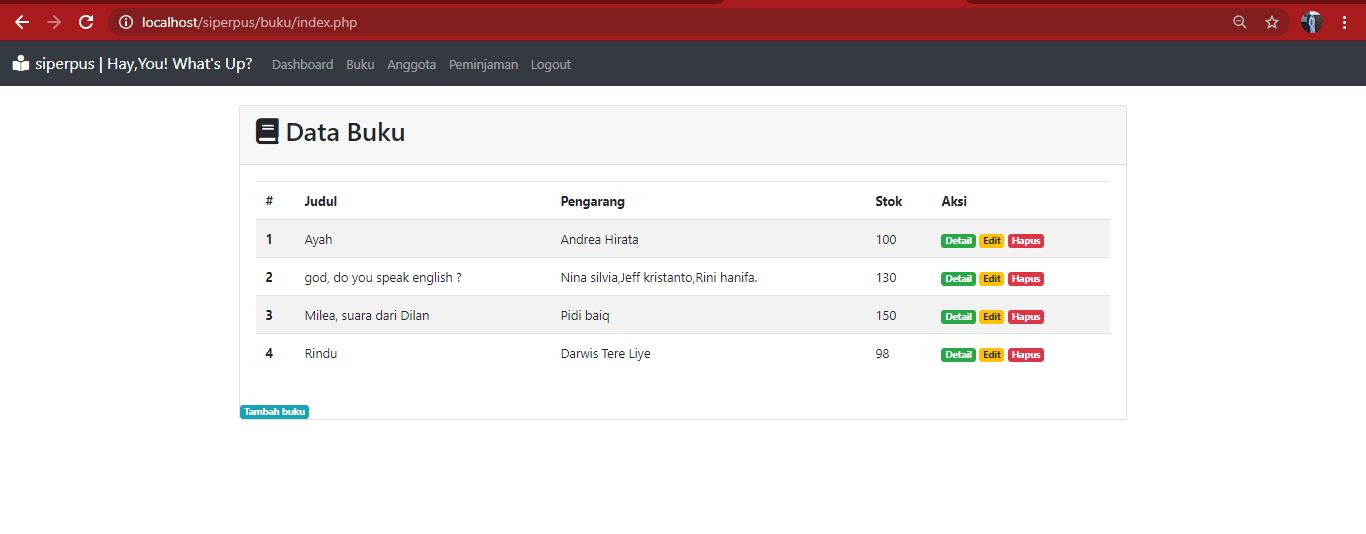 localhost/siperpus/buku/index.php
siperpus | Hay,You! What's Up? Dashboard Buku Anggota Peminjaman Logout
Data Buku
# Judul Pengarang Stok Aksi
1 Ayah Andrea Hirata 100 Detail Edit Hapus
2 god, do you speak english ? Nina silvia,Jeff kristanto,Rini hanifa. 130 Detail Edit Hapus
3 Milea, suara dari Dilan Pidi baiq 150 Detail Edit Hapus
4 Rindu Darwis Tere Liye 98 Detail Edit Hapus
Tambah buku